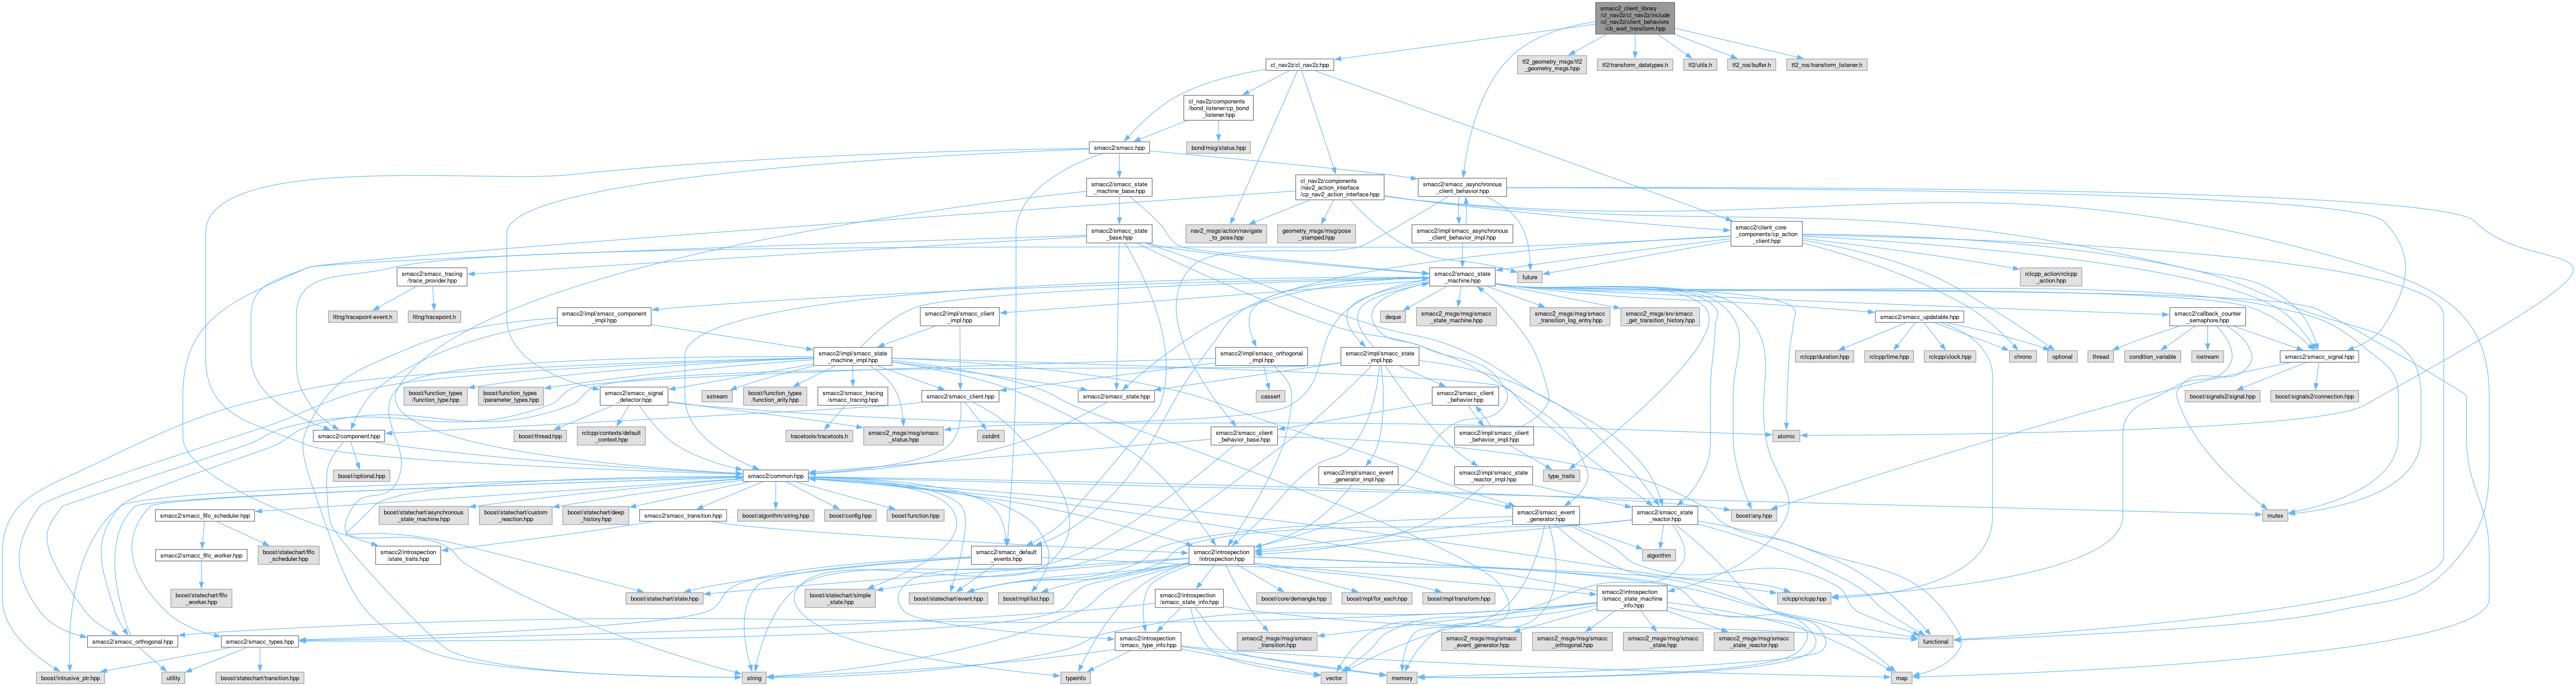 smacc2_client_library
/cl_nav2z/cl_nav2z/include
/cl_nav2z/client_behaviors
/cb_wait_transform.hpp
cl_nav2z/cl_nav2z.hpp
tf2_geometry_msgs/tf2
_geometry_msgs.hpp
tf2/transform_datatypes.h
tf2/utils.h
tf2_ros/buffer.h
tf2_ros/transform_listener.h
cl_nav2z/components
/bond_listener/cp_bond
_listener.hpp
smacc2/smacc.hpp
bond/msg/status.hpp
smacc2/smacc_state
_machine_base.hpp
cl_nav2z/components
/nav2_action_interface
/cp_nav2_action_interface.hpp
smacc2/smacc_asynchronous
_client_behavior.hpp
smacc2/smacc_state
_base.hpp
nav2_msgs/action/navigate
_to_pose.hpp
geometry_msgs/msg/pose
_stamped.hpp
smacc2/impl/smacc_asynchronous
_client_behavior_impl.hpp
smacc2/client_core
_components/cp_action
_client.hpp
smacc2/smacc_tracing
/trace_provider.hpp
smacc2/smacc_state
_machine.hpp
future
rclcpp_action/rclcpp
_action.hpp
lttng/tracepoint-event.h
lttng/tracepoint.h
smacc2/impl/smacc_component
_impl.hpp
smacc2/impl/smacc_client
_impl.hpp
deque
smacc2_msgs/msg/smacc
_state_machine.hpp
smacc2_msgs/msg/smacc
_transition_log_entry.hpp
smacc2_msgs/srv/smacc
_get_transition_history.hpp
smacc2/smacc_updatable.hpp
smacc2/callback_counter
_semaphore.hpp
smacc2/impl/smacc_state
_machine_impl.hpp
smacc2/impl/smacc_orthogonal
_impl.hpp
smacc2/impl/smacc_state
_impl.hpp
rclcpp/duration.hpp
rclcpp/time.hpp
rclcpp/clock.hpp
chrono
optional
thread
condition_variable
iostream
smacc2/smacc_signal.hpp
boost/function_types
/function_type.hpp
boost/function_types
/parameter_types.hpp
smacc2/smacc_signal
_detector.hpp
sstream
boost/function_types
/function_arity.hpp
smacc2/smacc_tracing
/smacc_tracing.hpp
smacc2/smacc_client.hpp
cassert
smacc2/smacc_state.hpp
smacc2/smacc_client
_behavior.hpp
boost/signals2/signal.hpp
boost/signals2/connection.hpp
smacc2/component.hpp
boost/thread.hpp
rclcpp/contexts/default
_context.hpp
tracetools/tracetools.h
smacc2_msgs/msg/smacc
_status.hpp
cstdint
smacc2/smacc_client
_behavior_base.hpp
smacc2/impl/smacc_client
_behavior_impl.hpp
atomic
boost/optional.hpp
smacc2/common.hpp
smacc2/impl/smacc_event
_generator_impl.hpp
smacc2/impl/smacc_state
_reactor_impl.hpp
type_traits
smacc2/smacc_fifo_scheduler.hpp
boost/statechart/asynchronous
_state_machine.hpp
boost/statechart/custom
_reaction.hpp
boost/statechart/deep
_history.hpp
smacc2/smacc_transition.hpp
boost/algorithm/string.hpp
boost/config.hpp
boost/function.hpp
smacc2/smacc_event
_generator.hpp
smacc2/smacc_state
_reactor.hpp
boost/any.hpp
mutex
smacc2/smacc_fifo_worker.hpp
boost/statechart/fifo
_scheduler.hpp
smacc2/introspection
/state_traits.hpp
smacc2/smacc_default
_events.hpp
smacc2/introspection
/introspection.hpp
algorithm
boost/statechart/fifo
_worker.hpp
boost/statechart/state.hpp
boost/statechart/simple
_state.hpp
boost/statechart/event.hpp
boost/mpl/list.hpp
smacc2/introspection
/smacc_state_info.hpp
boost/core/demangle.hpp
boost/mpl/for_each.hpp
boost/mpl/transform.hpp
smacc2/introspection
/smacc_state_machine
_info.hpp
rclcpp/rclcpp.hpp
smacc2/smacc_orthogonal.hpp
smacc2/smacc_types.hpp
smacc2/introspection
/smacc_type_info.hpp
smacc2_msgs/msg/smacc
_transition.hpp
smacc2_msgs/msg/smacc
_event_generator.hpp
smacc2_msgs/msg/smacc
_orthogonal.hpp
smacc2_msgs/msg/smacc
_state.hpp
smacc2_msgs/msg/smacc
_state_reactor.hpp
functional
boost/intrusive_ptr.hpp
utility
boost/statechart/transition.hpp
string
typeinfo
vector
memory
map